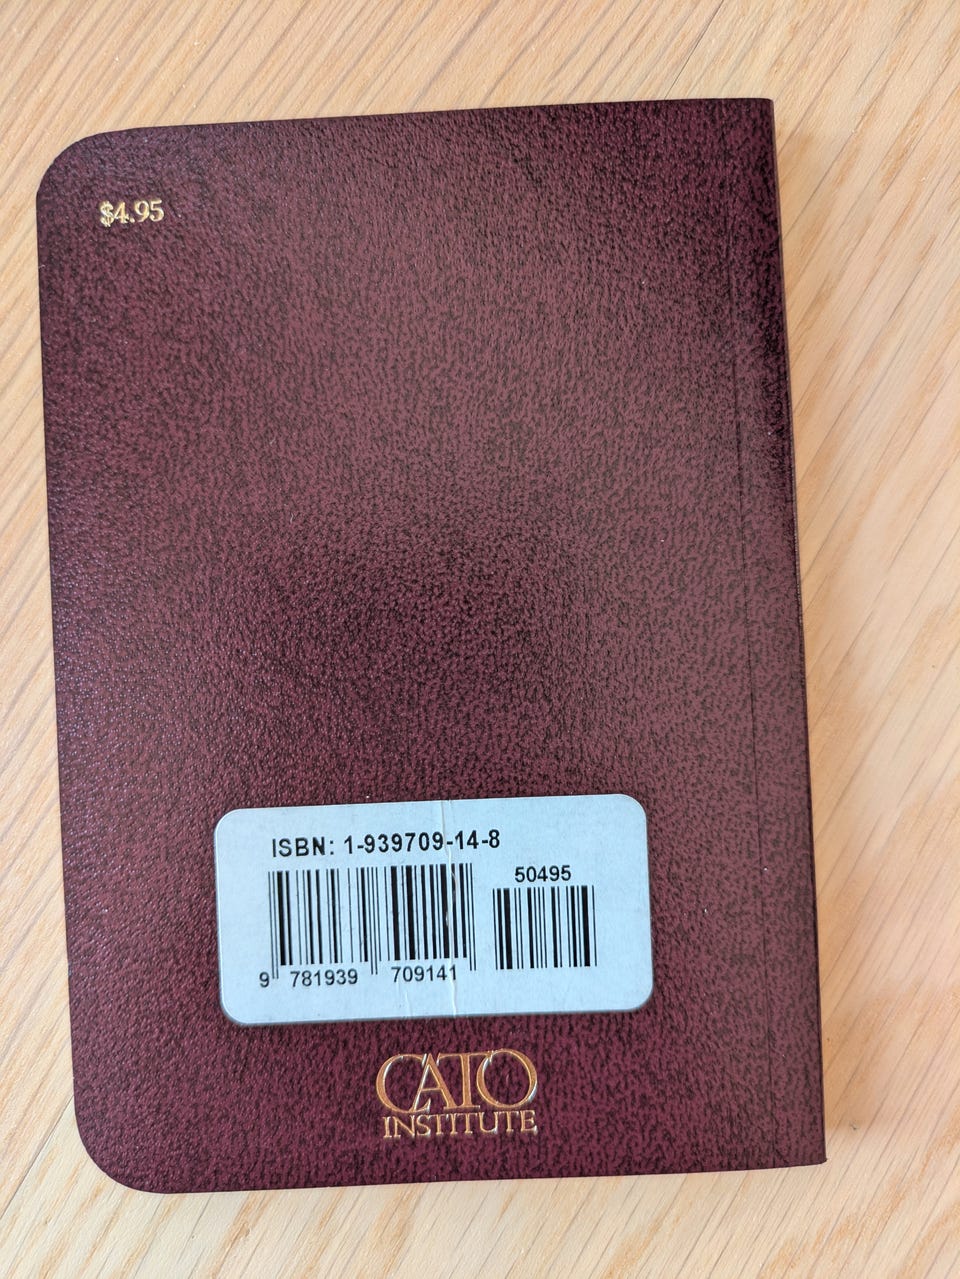 $4.95
ISBN: 1-939709-14-8
50495
9 781939 709141
CATO
INSTITUTE